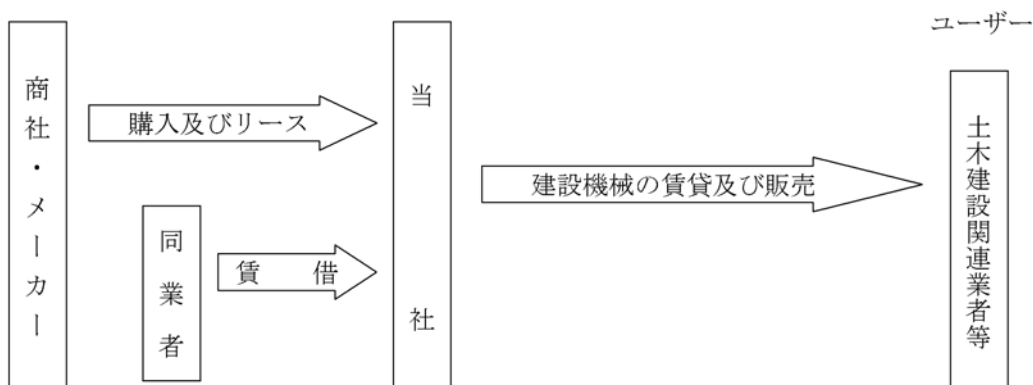 ユーザー
商社・メーカー
購入及びリース
同業者
賃　借
当社
建設機械の賃貸及び販売
土木建設関連業者等